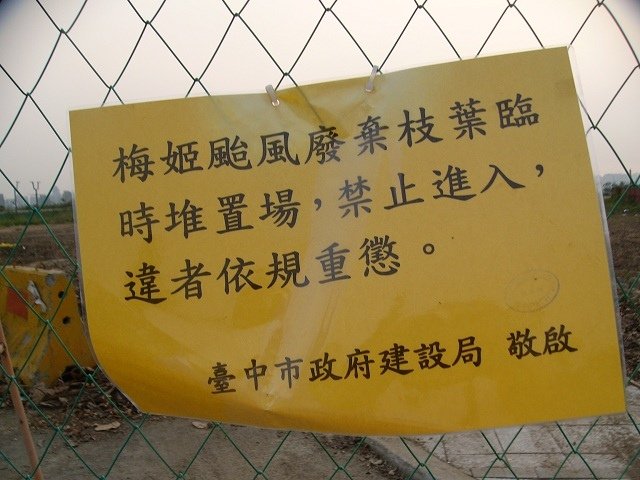 梅姬颱風廢棄枝葉臨
時堆置場，禁止進入，
違者依規重懲。
臺中市政府建設局 敬啟